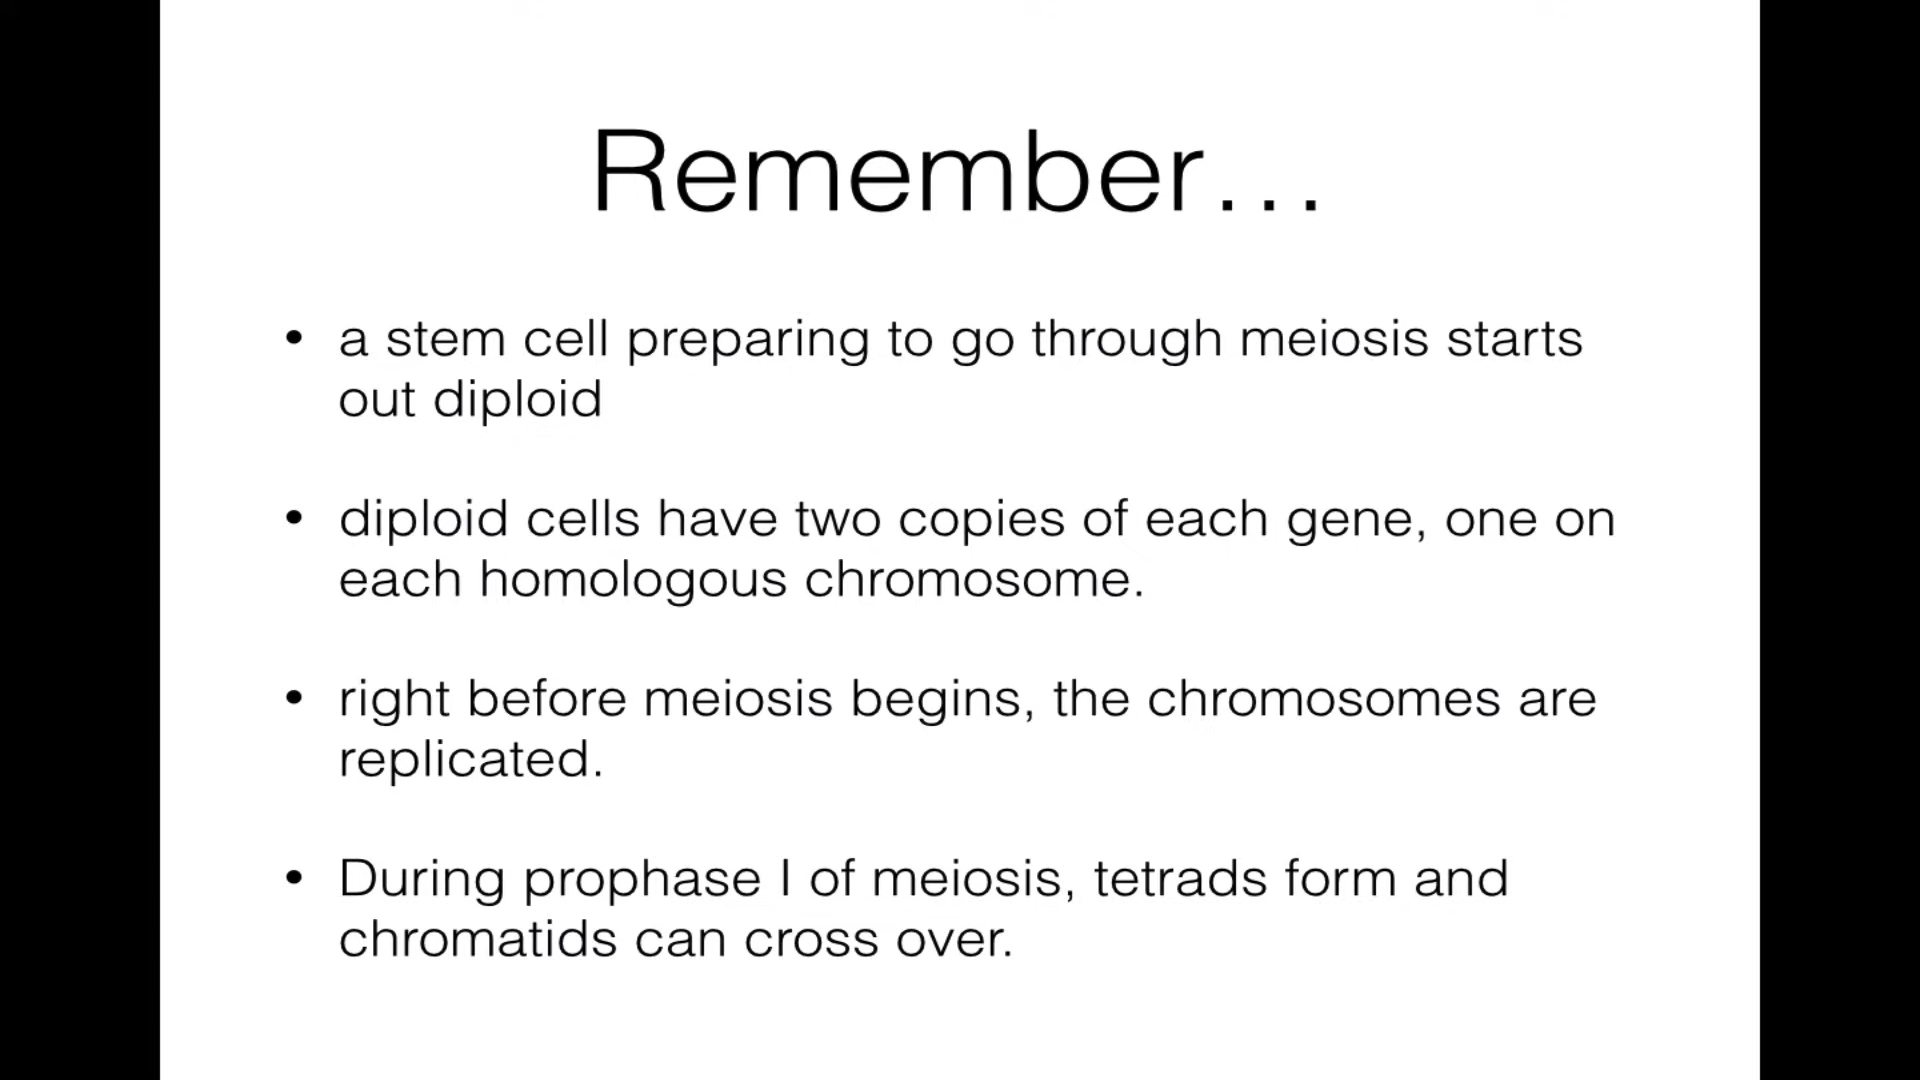 Remember…
• a stem cell preparing to go through meiosis starts
out diploid
• diploid cells have two copies of each gene, one on
each homologous chromosome.
• right before meiosis begins, the chromosomes are
replicated.
• During prophase I of meiosis, tetrads form and
chromatids can cross over.